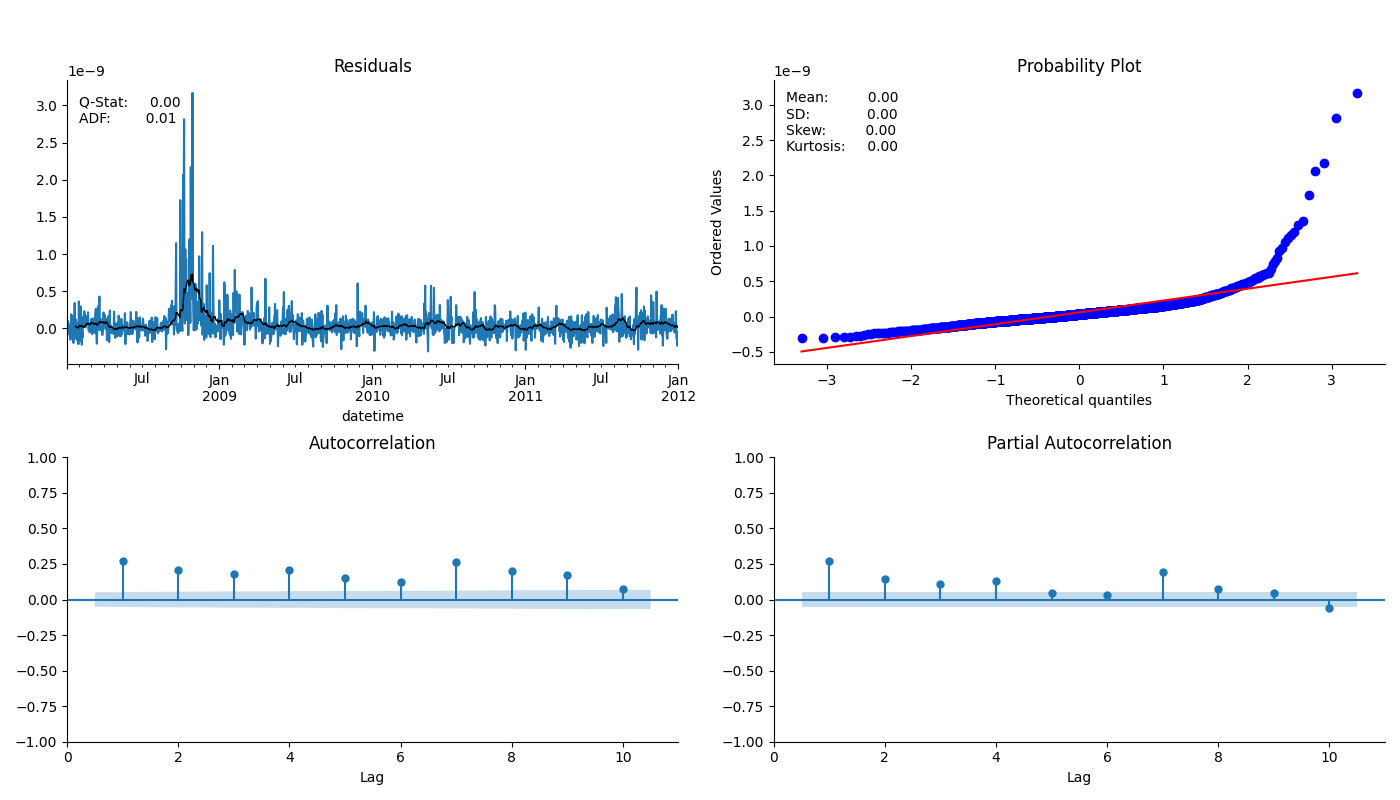 Residuals
1e−9
Q-Stat: 0.00
ADF: 0.01
3.0
2.5
2.0
1.5
1.0
0.5
0.0
Jul Jan Jul Jan Jul Jan Jul Jan
2009 2010 2011 2012
datetime
Probability Plot
1e−9
Mean: 0.00
SD: 0.00
Skew: 0.00
Kurtosis: 0.00
Ordered Values
3.0
2.5
2.0
1.5
1.0
0.5
0.0
−0.5
−3 −2 −1 0 1 2 3
Theoretical quantiles
Autocorrelation
1.00
0.75
0.50
0.25
0.00
−0.25
−0.50
−0.75
−1.00
0 2 4 6 8 10
Lag
Partial Autocorrelation
1.00
0.75
0.50
0.25
0.00
−0.25
−0.50
−0.75
−1.00
0 2 4 6 8 10
Lag